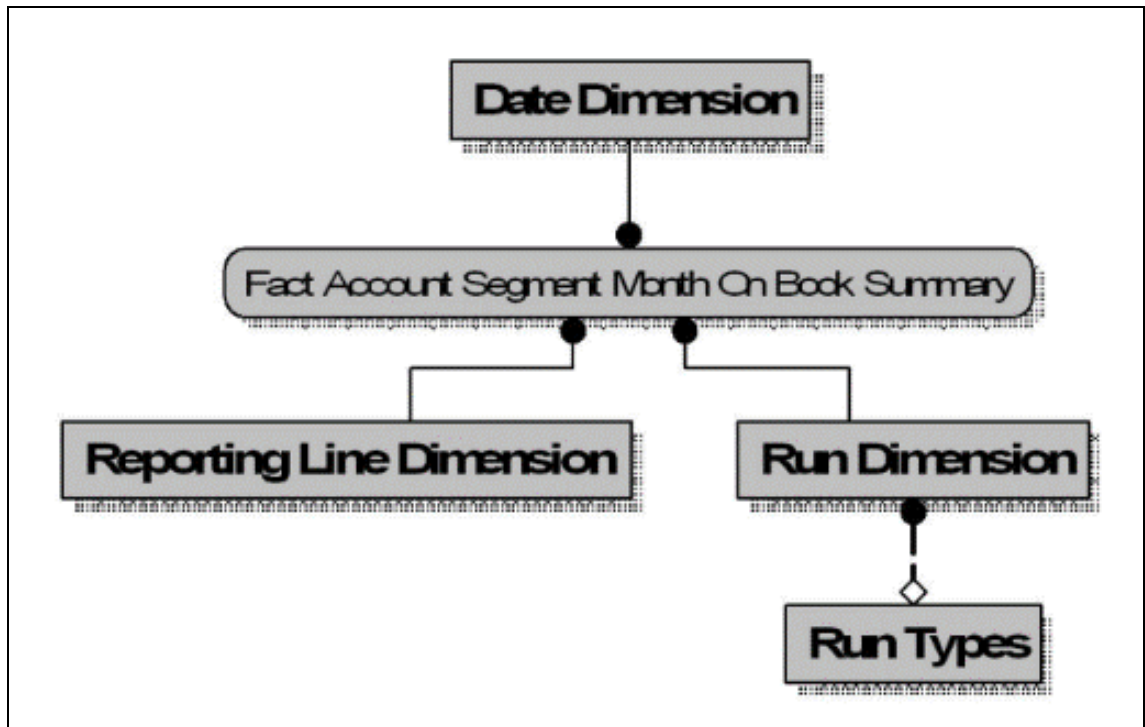 Date Dimension
Fact Account Segment Month On Book Summary
Reporting Line Dimension
Run Dimension
Run Types